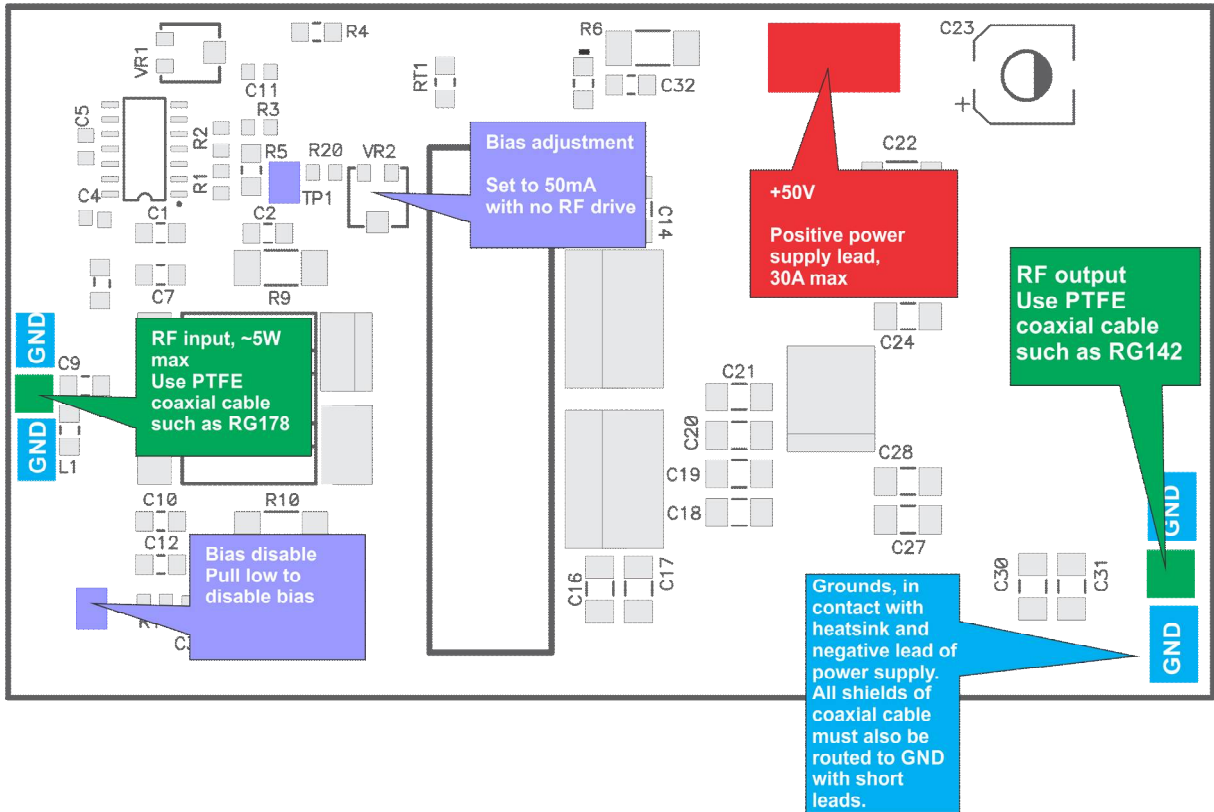 R4
R6
C23
VR1
C11
RT1
C32
C5
R3
R2
R5
R20
VR2
Bias adjustment
Set to 50mA
with no RF drive
C22
+50V
Positive power
supply lead,
30A max
R1
TP1
C4
C1
C2
C14
C7
R9
RF output
Use PTFE
coaxial cable
such as RG142
GND
RF input, ~5W
max
Use PTFE
coaxial cable
such as RG178
C24
C9
C21
C20
GND
L1
C19
C28
C18
GND
C10
R10
C12
C27
Bias disable
Pull low to
disable bias
C16
C17
C30
C31
Grounds, in
contact with
heatsink and
negative lead of
power supply.
All shields of
coaxial cable
must also be
routed to GND
with short
leads.
GND